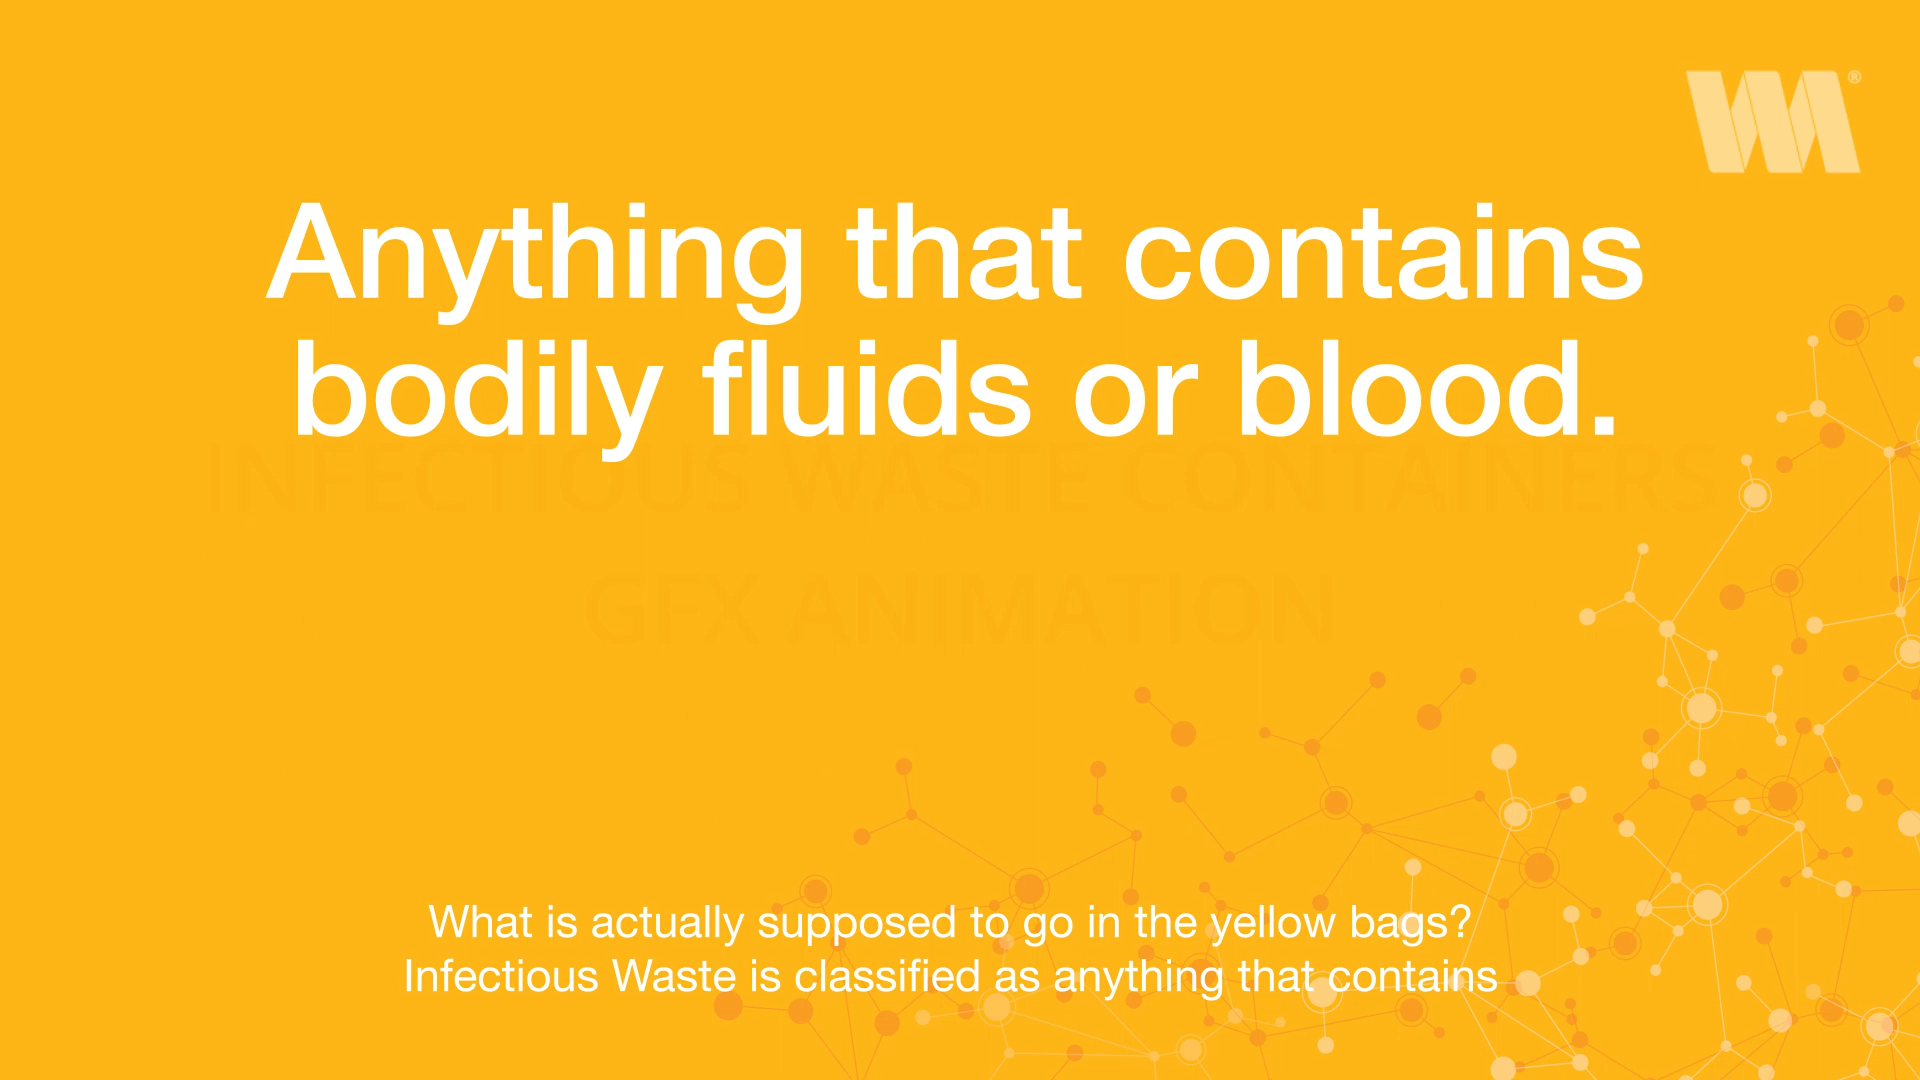 Anything that contains
bodily fluids or blood.
INFECTIOUS WASTE CONTAINERS
GFX ANIMATION
What is actually supposed to go in the yellow bags?
Infectious Waste is classified as anything that contains